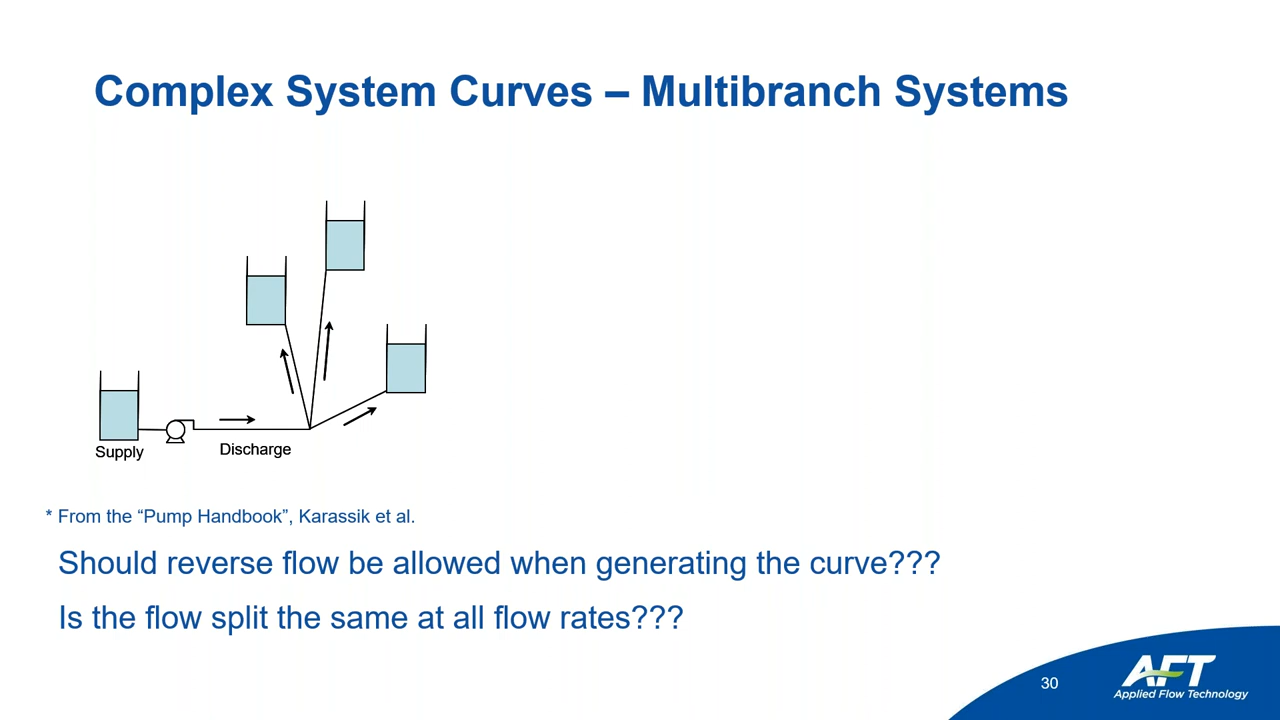 Complex System Curves – Multibranch Systems
Supply
Discharge
* From the “Pump Handbook”, Karassik et al.
Should reverse flow be allowed when generating the curve???
Is the flow split the same at all flow rates???
30
AFT
Applied Flow Technology